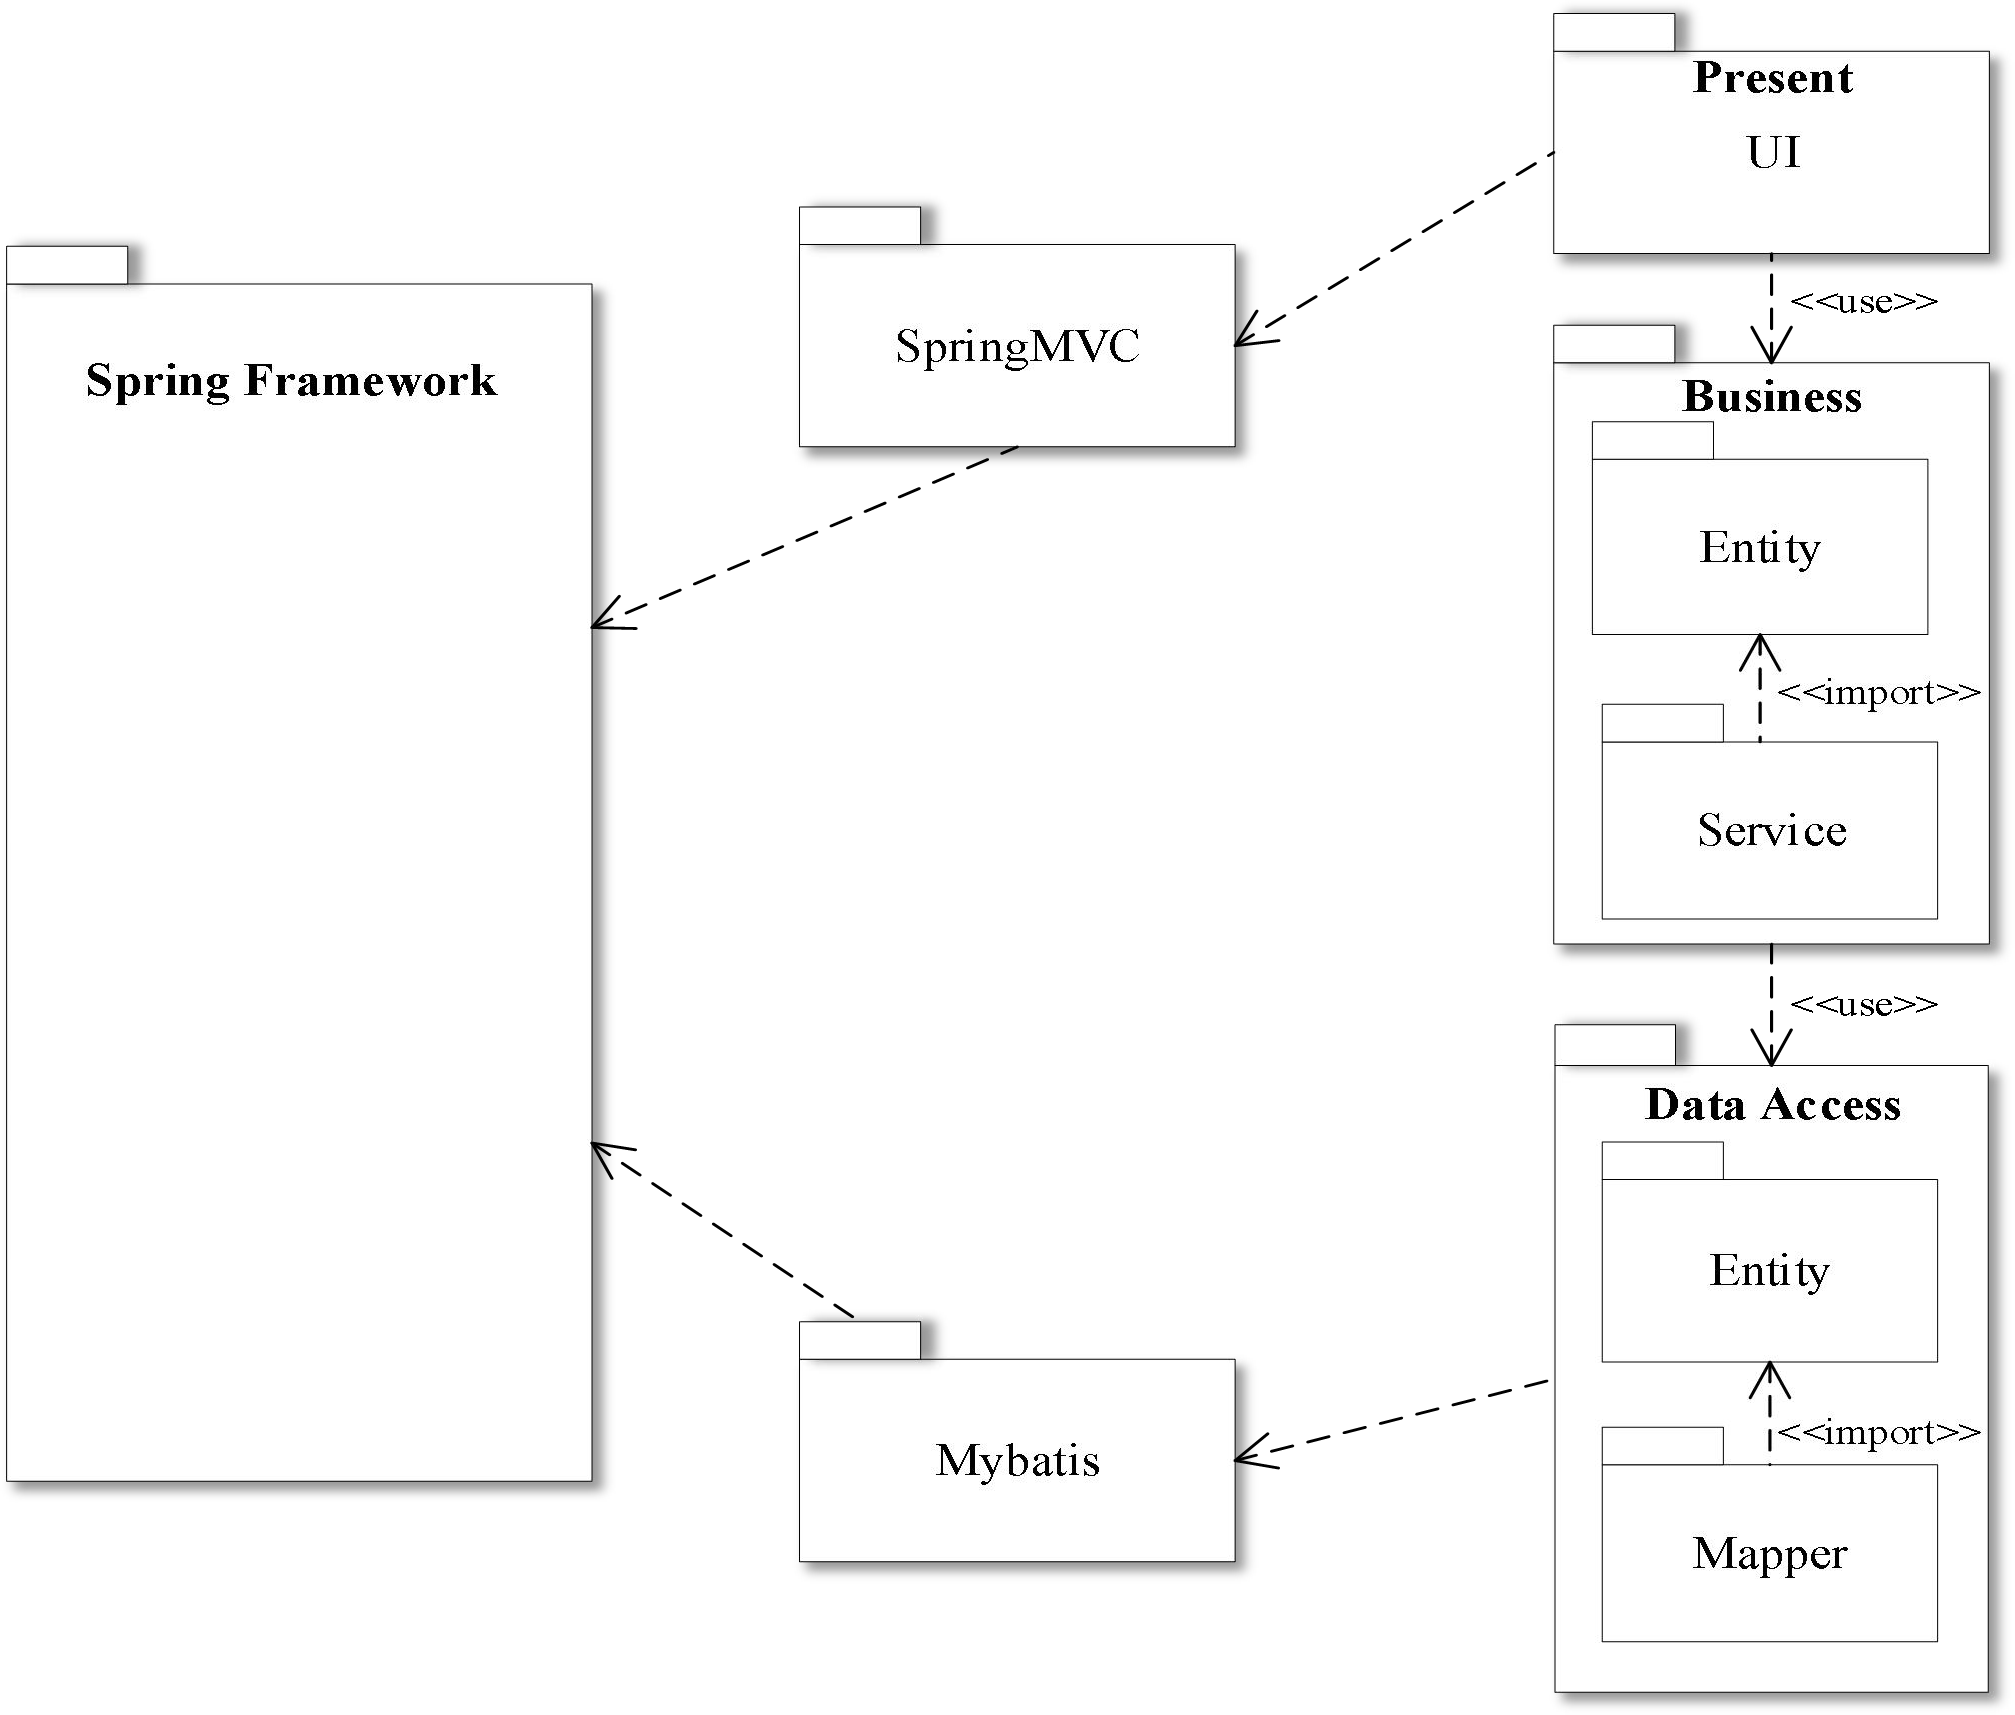 Present
UI
<<use>>
SpringMVC
Spring Framework
Business
Entity
<<import>>
Service
<<use>>
Data Access
Entity
<<import>>
Mybatis
Mapper